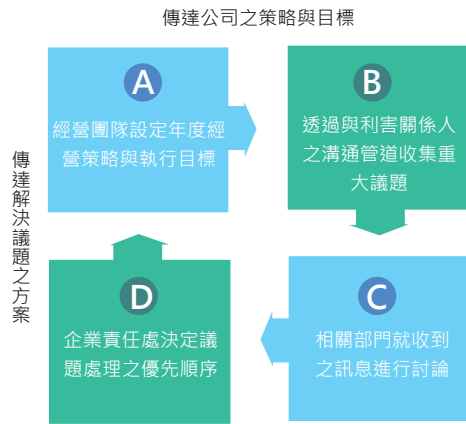 傳達公司之策略與目標
A
經營團隊設定年度經
營策略與執行目標
B
透過與利害關係人
之溝通管道收集重
大議題
傳達解決議題之方案
D
企業責任處決定議
題處理之優先順序
C
相關部門就收到
之訊息進行討論